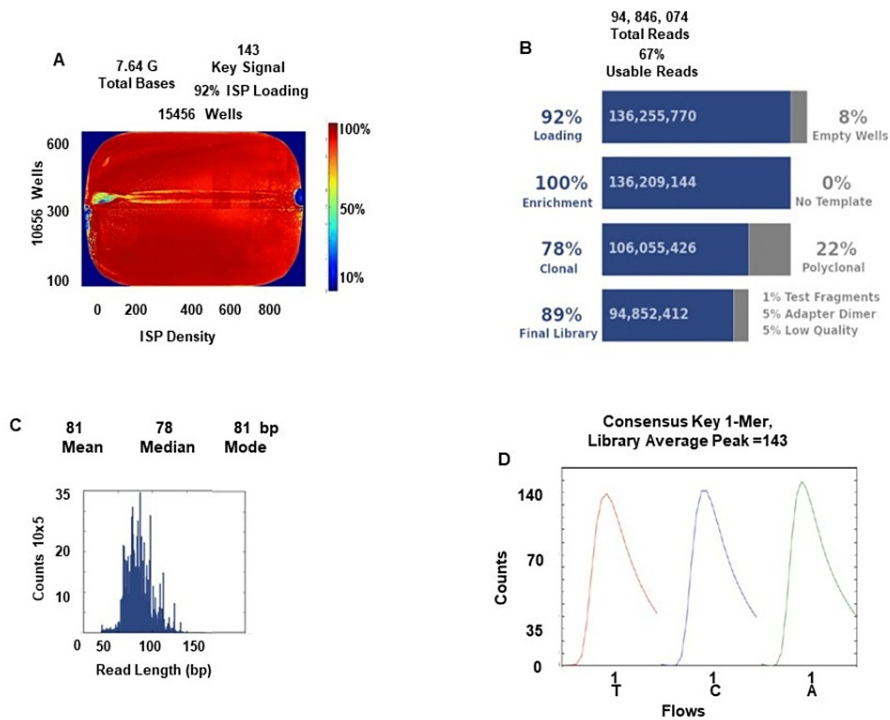 A
7.64 G
Total Bases
143
Key Signal
92% ISP Loading
15456 Wells
10656 Wells
600
300
100
0 200 400 600 800
ISP Density
100%
50%
10%
94, 846, 074
Total Reads
67%
Usable Reads
B
92%
Loading
136,255,770
8%
Empty Wells
100%
Enrichment
136,209,144
0%
No Template
78%
Clonal
106,055,426
22%
Polyclonal
89%
Final Library
94,852,412
1% Test Fragments
5% Adapter Dimer
5% Low Quality
C
81 78 81 bp
Mean Median Mode
Counts 10x5
35
20
10
0 50 100 150
Read Length (bp)
Consensus Key 1-Mer,
Library Average Peak =143
D
Counts
140
70
35
0
1 1 1
T C A
Flows